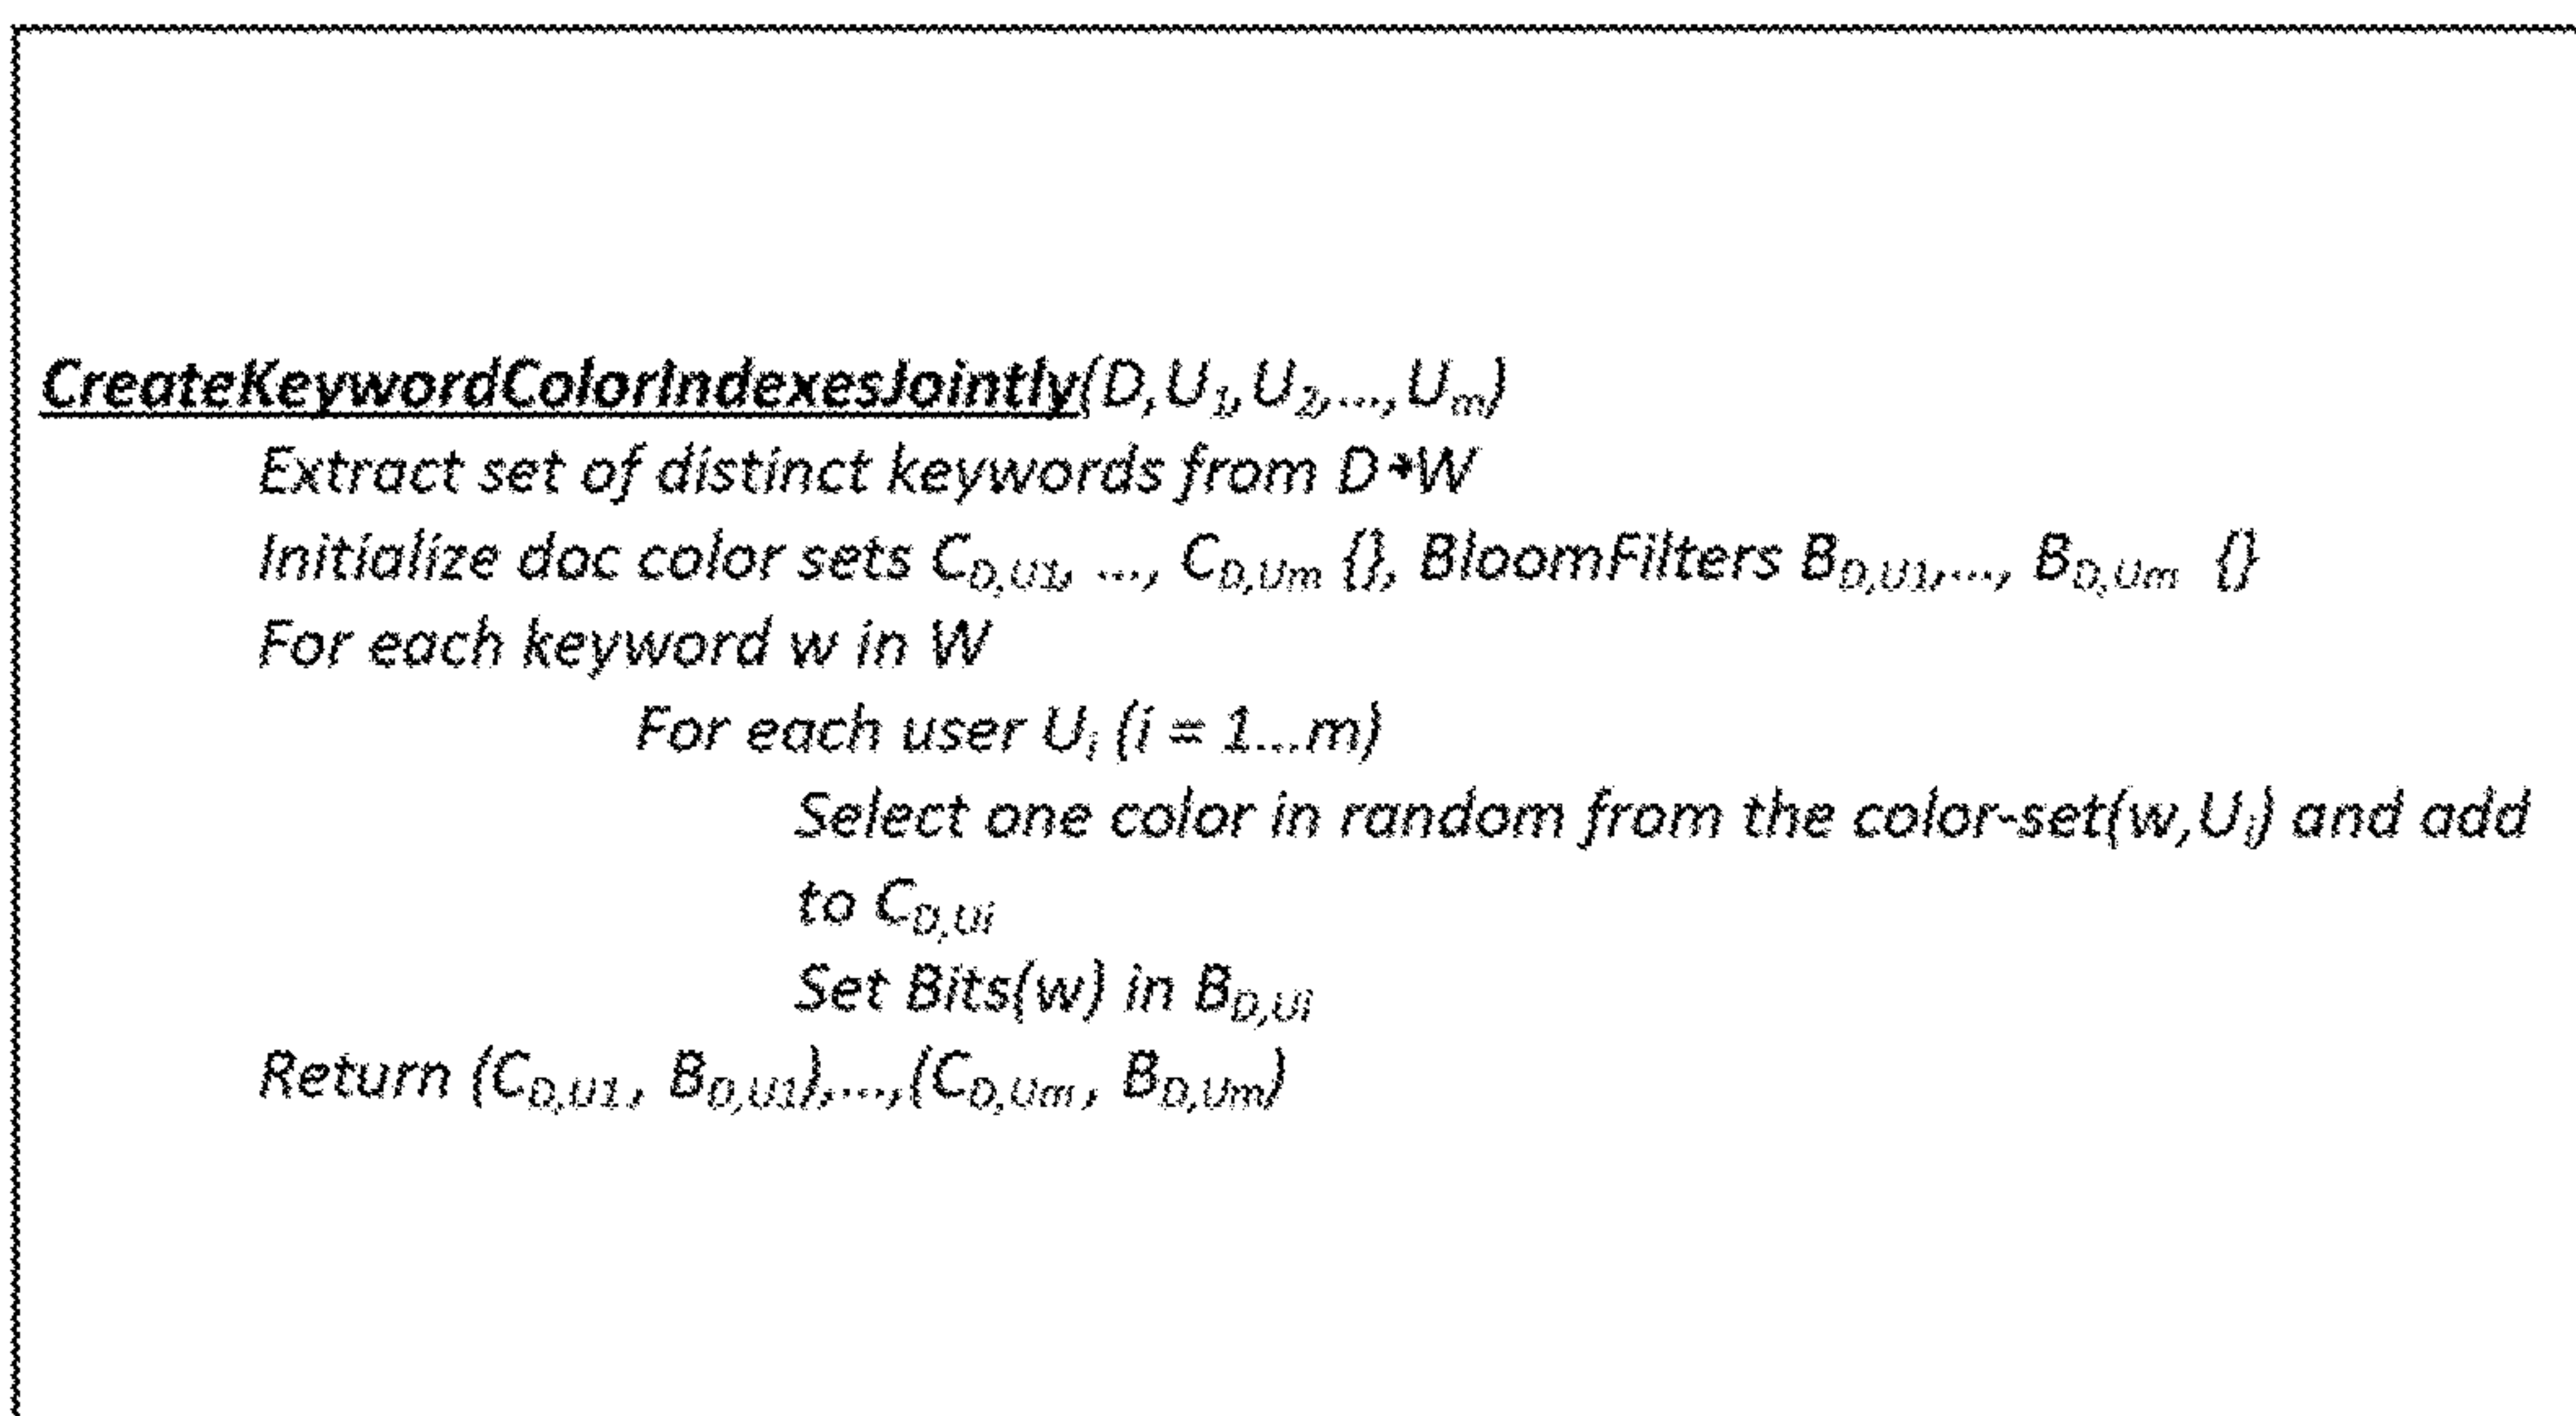 CreateKeywordColorIndexesJointly(D,U1,U2,...,Um)
Extract set of distinct keywords from D→W
Initialize doc color sets CD,U1, ..., CD,Um {}, BloomFilters BD,U1,..., BD,Um {}
For each keyword w in W
For each user Ui (i = 1...m)
Select one color in random from the color-set(w,Ui) and add
to CD,Ui
Set Bits(w) in BD,Ui
Return (CD,U1, BD,U1),...,(CD,Um, BD,Um)